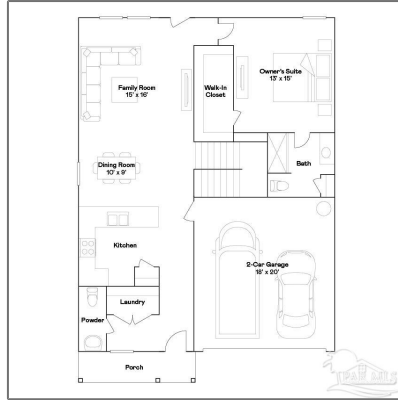 Family Room
15' x 16'
Walk-In
Closet
Owner's Suite
13' x 15'
Dining Room
10' x 9'
Bath
Kitchen
2-Car Garage
18' x 20'
Laundry
Powder
Porch